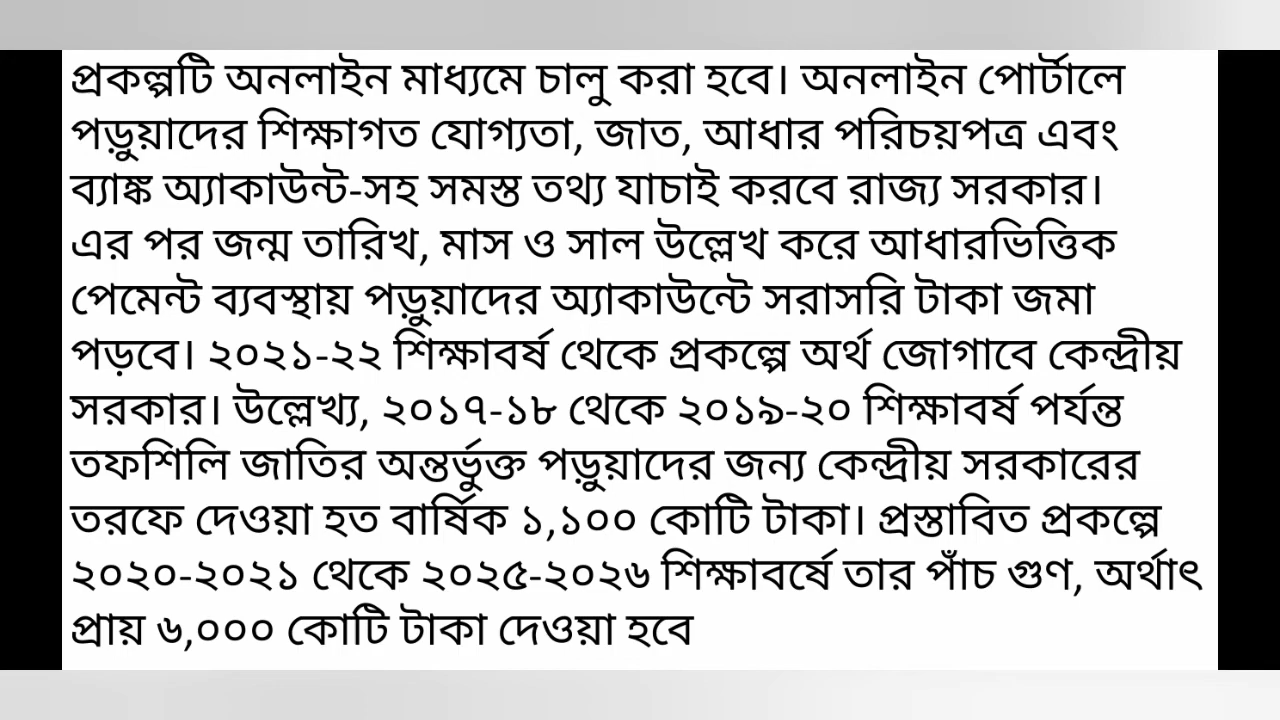 প্রকল্পটি অনলাইন মাধ্যমে চালু করা হবে। অনলাইন পোর্টালে
পড়ুয়াদের শিক্ষাগত যোগ্যতা, জাত, আধার পরিচয়পত্র এবং
ব্যাঙ্ক অ্যাকাউন্ট-সহ সমস্ত তথ্য যাচাই করবে রাজ্য সরকার।
এর পর জন্ম তারিখ, মাস ও সাল উল্লেখ করে আধারভিত্তিক
পেমেন্ট ব্যবস্থায় পড়ুয়াদের অ্যাকাউন্টে সরাসরি টাকা জমা
পড়বে। ২০২১-২২ শিক্ষাবর্ষ থেকে প্রকল্পে অর্থ জোগাবে কেন্দ্রীয়
সরকার। উল্লেখ্য, ২০১৭-১৮ থেকে ২০১৯-২০ শিক্ষাবর্ষ পর্যন্ত
তফশিলি জাতির অন্তর্ভুক্ত পড়ুয়াদের জন্য কেন্দ্রীয় সরকারের
তরফে দেওয়া হত বার্ষিক ১,১০০ কোটি টাকা। প্রস্তাবিত প্রকল্পে
২০২০-২০২১ থেকে ২০২৫-২০২৬ শিক্ষাবর্ষে তার পাঁচ গুণ, অর্থাৎ
প্রায় ৬,০০০ কোটি টাকা দেওয়া হবে